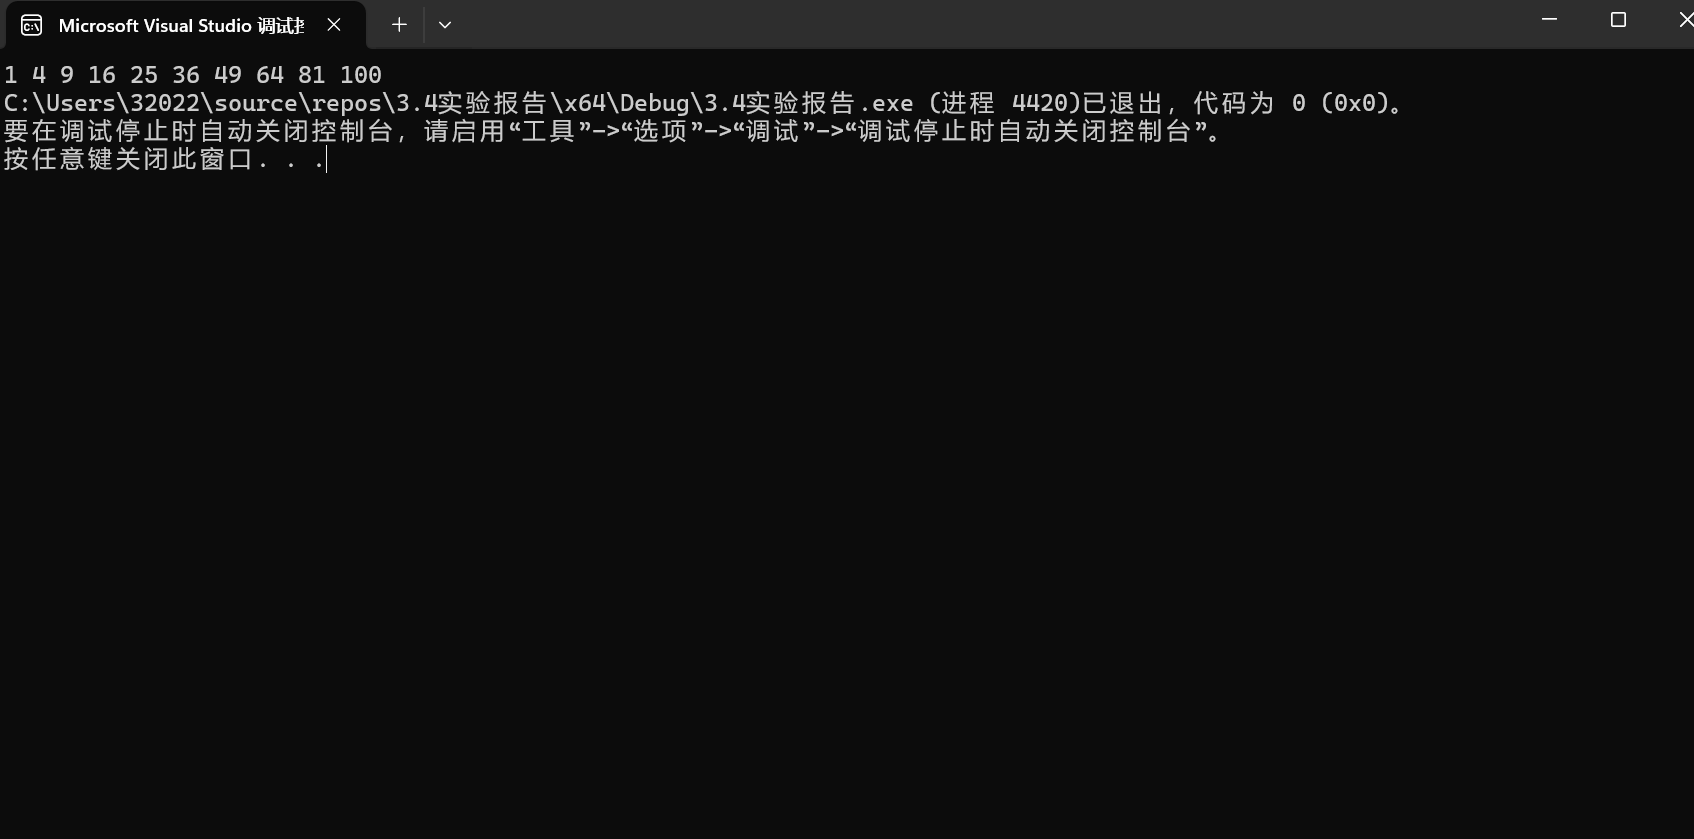 Microsoft Visual Studio 调试
1 4 9 16 25 36 49 64 81 100
C:\Users\32022\source\repos\3.4实验报告\x64\Debug\3.4实验报告.exe (进程 4420)已退出，代码为 0 (0x0)。
要在调试停止时自动关闭控制台，请启用“工具”->“选项”->“调试”->“调试停止时自动关闭控制台”。
按任意键关闭此窗口. . .